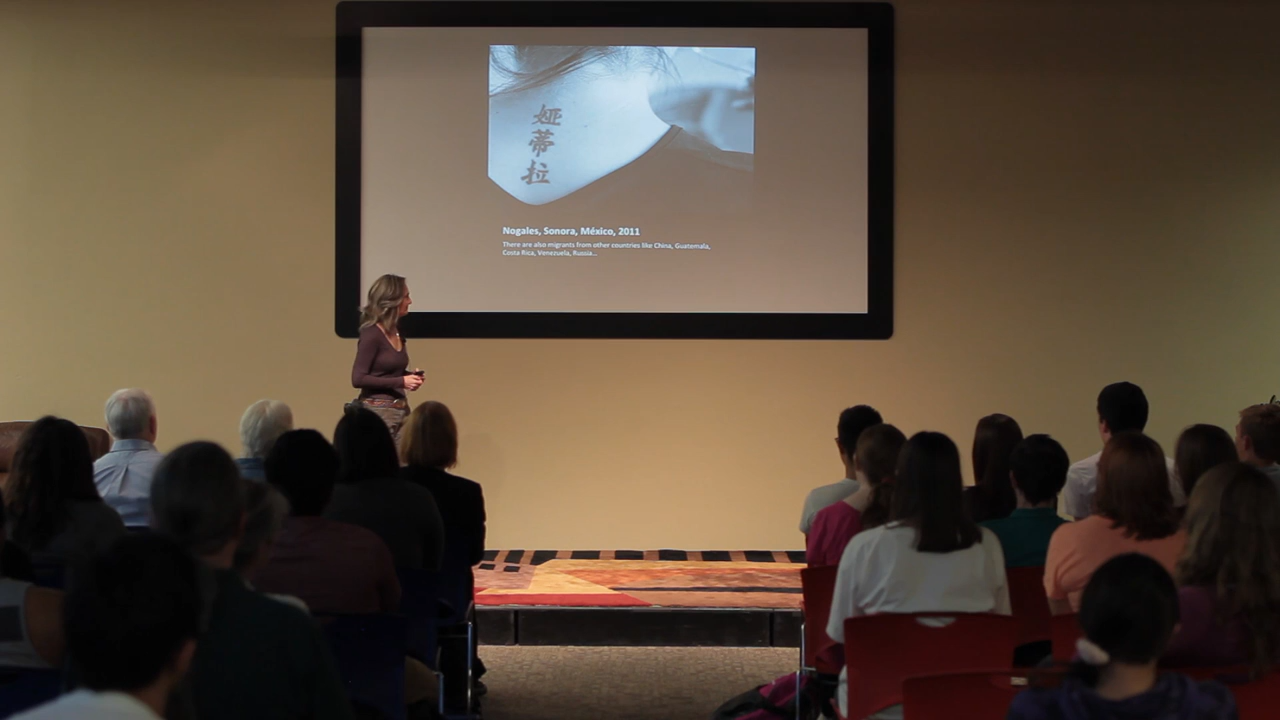 娅
蒂
拉
Nogales, Sonora, México, 2011
There are also migrants from other countries like China, Guatemala,
Costa Rica, Venezuela, Russia...